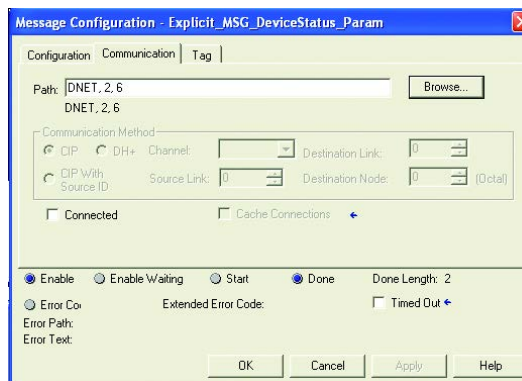 Message Configuration - Explicit_MSG_DeviceStatus_Param
Configuration Communication Tag
Path: DNET, 2, 6 Browse...
DNET, 2, 6
Communication Method
CIP DH+ Channel: Destination Link: 0
CIP With Source ID Source Link: 0 Destination Node: 0 (Octal)
Connected Cache Connections
Enable Enable Waiting Start Done Done Length: 2
Error Co Extended Error Code: Timed Out
Error Path:
Error Text:
OK Cancel Apply Help